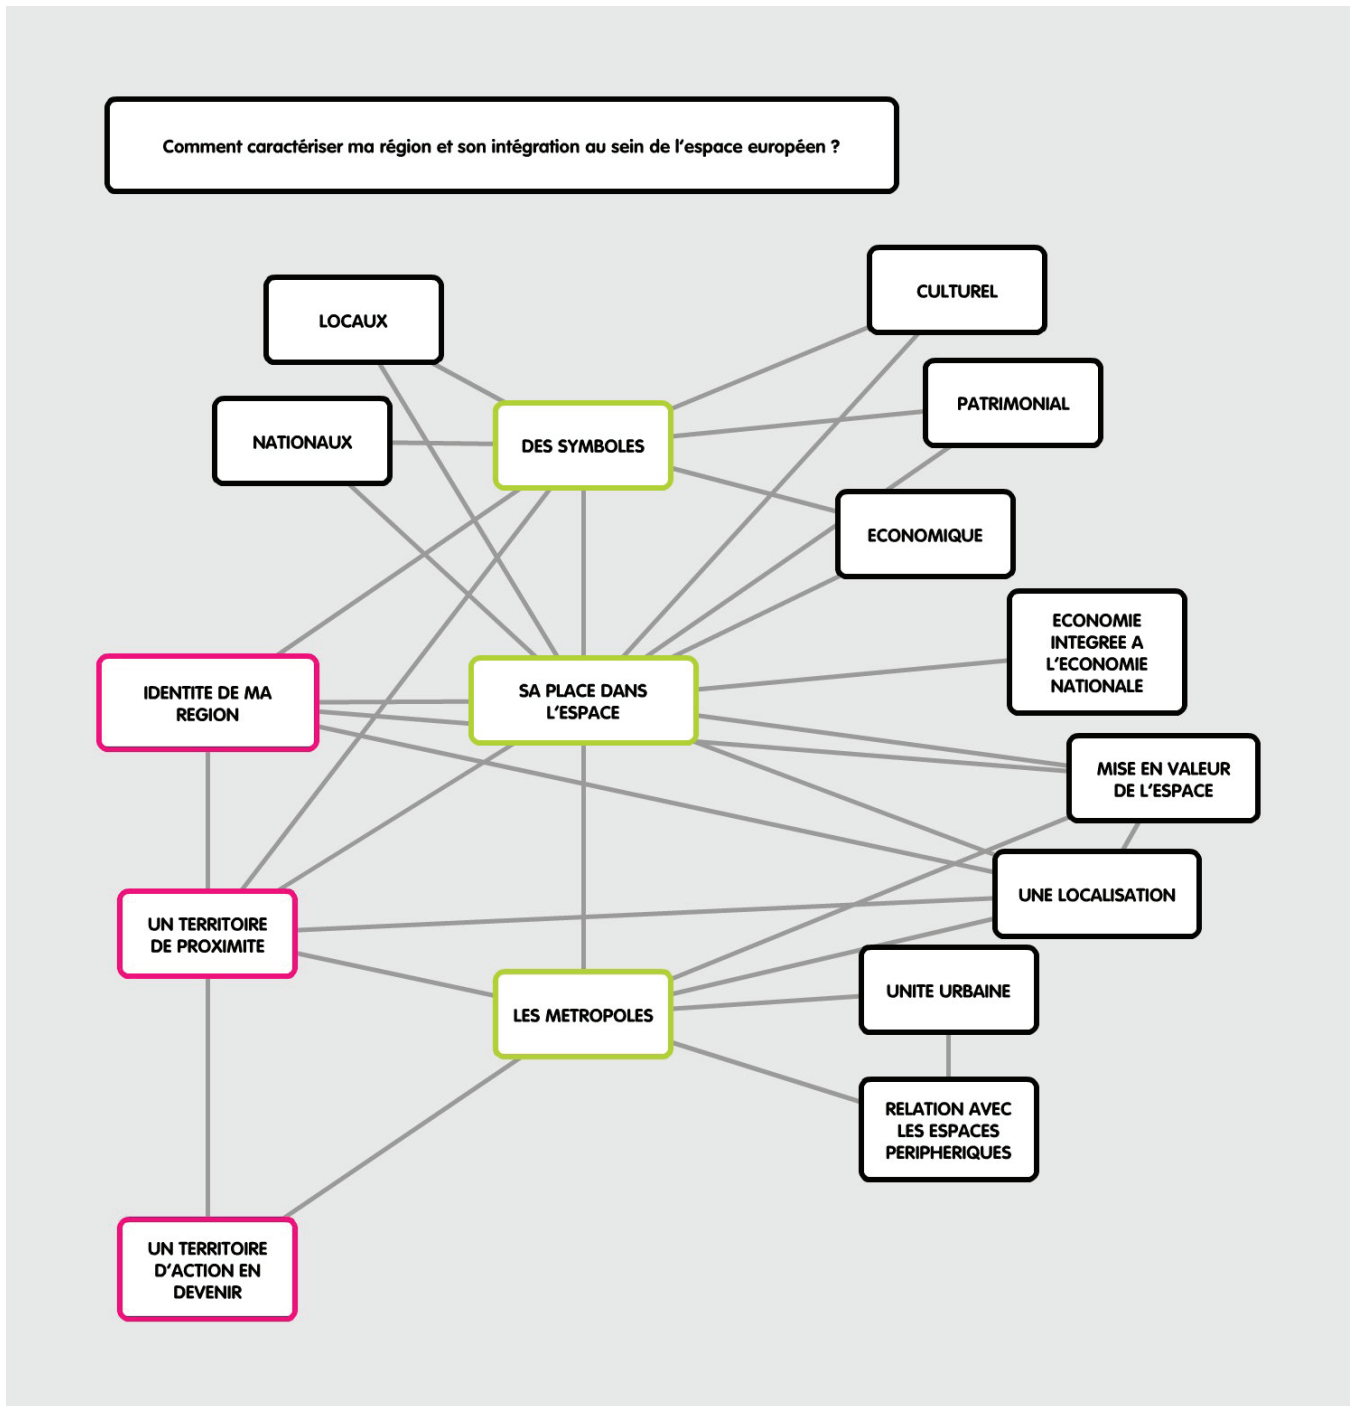 Comment caractériser ma région et son intégration au sein de l'espace européen ?
CULTUREL
LOCAUX
PATRIMONIAL
NATIONAUX
DES SYMBOLES
ECONOMIQUE
ECONOMIE
INTEGREE A
L'ECONOMIE
NATIONALE
IDENTITE DE MA
REGION
SA PLACE DANS
L'ESPACE
MISE EN VALEUR
DE L'ESPACE
UNE LOCALISATION
UN TERRITOIRE
DE PROXIMITE
UNITE URBAINE
LES METROPOLES
RELATION AVEC
LES ESPACES
PERIPHERIQUES
UN TERRITOIRE
D'ACTION EN
DEVENIR